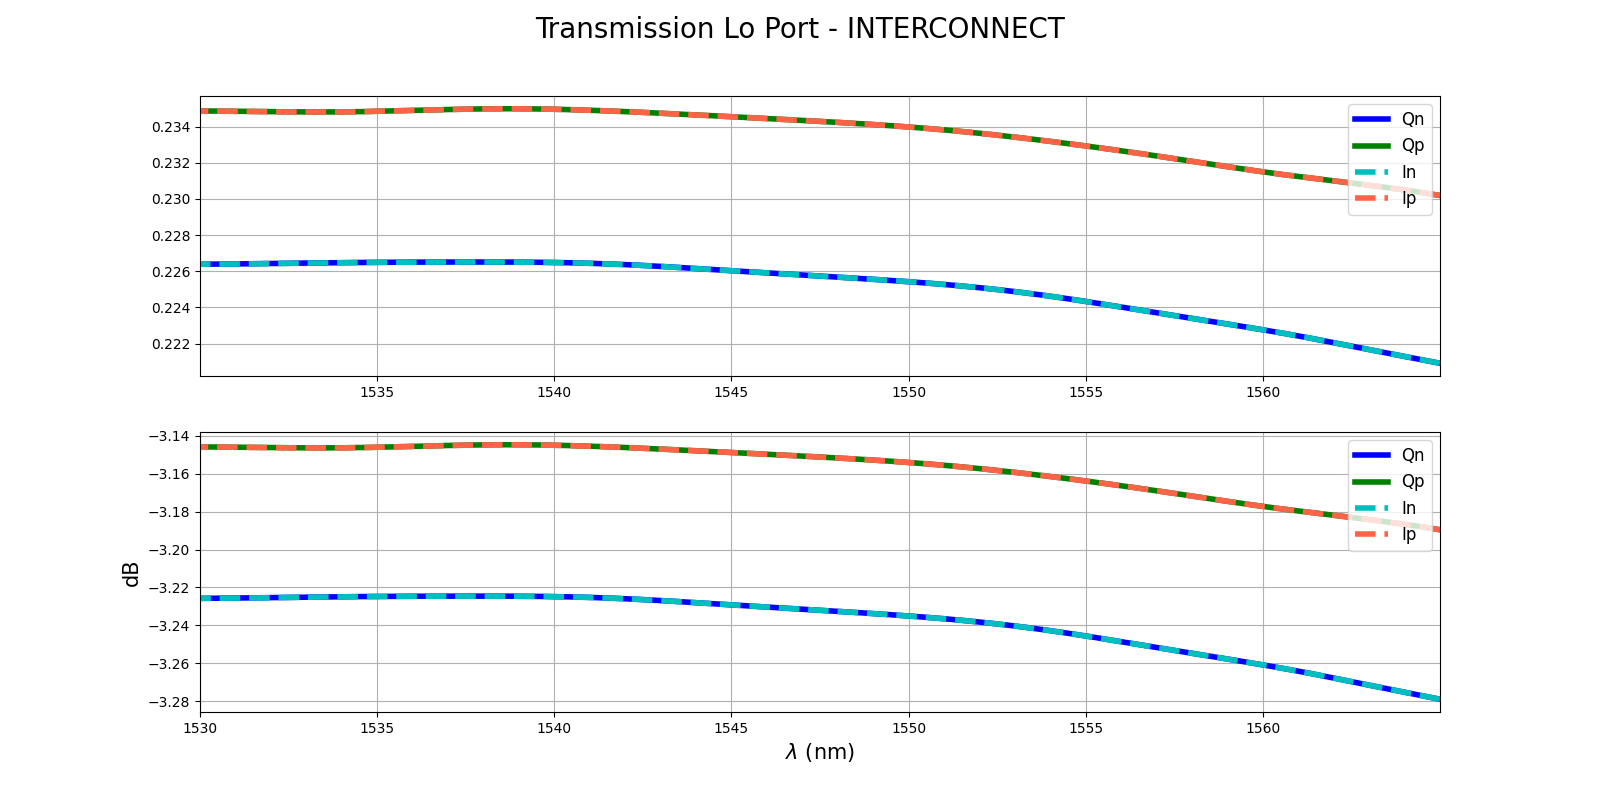 Transmission Lo Port - INTERCONNECT
0.234
0.232
0.230
0.228
0.226
0.224
0.222
Qn
Qp
In
Ip
1535
1540
1545
1550
1555
1560
−3.14
−3.16
−3.18
−3.20
−3.22
−3.24
−3.26
−3.28
dB
Qn
Qp
In
Ip
1530
1535
1540
1545
1550
1555
1560
λ (nm)